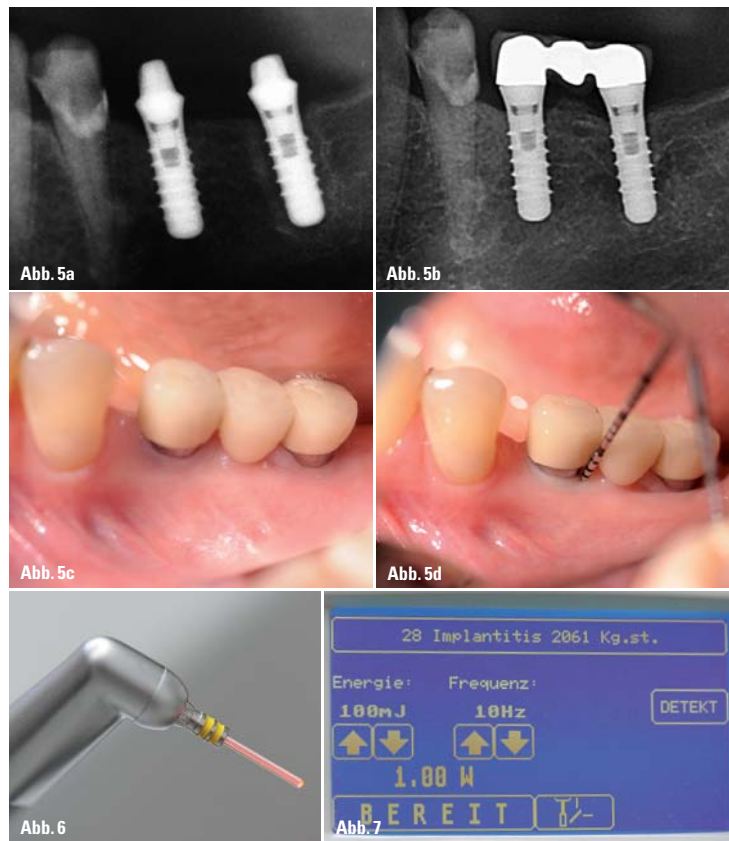 Abb. 5a
Abb. 5b
Abb. 5c
Abb. 5d
Abb. 6
28 Implantitis 2061 Kg.st.
Energie: Frequenz:
100mJ 10Hz DETEKT
1.00 W
BEREIT
Abb. 7